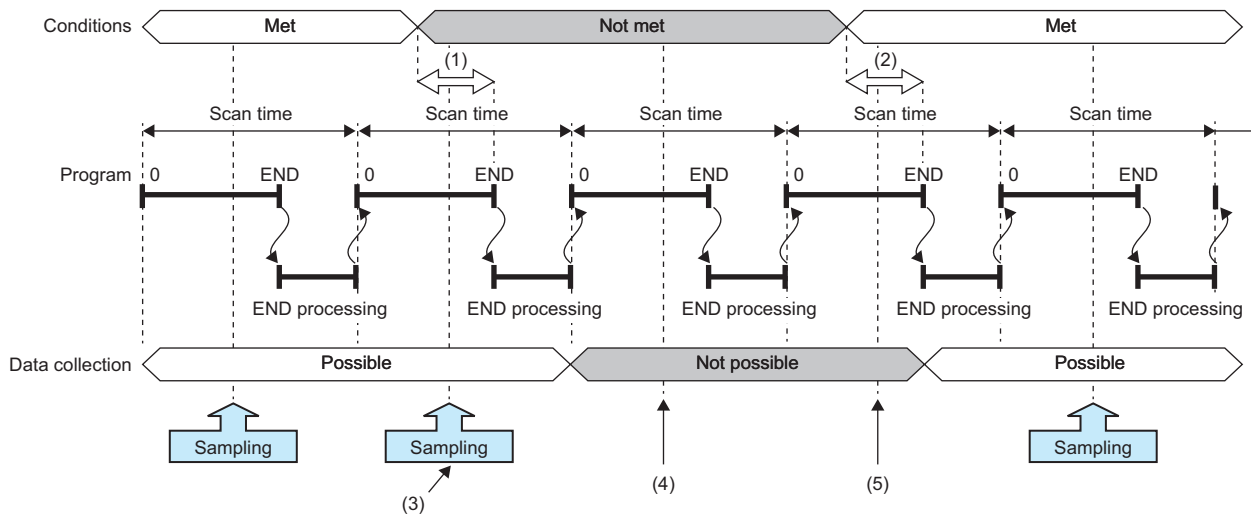 Conditions Met Not met Met
(1) (2)
Scan time Scan time Scan time Scan time Scan time
Program 0 END 0 END 0 END 0 END 0 END
END processing END processing END processing END processing END processing
Data collection Possible Not possible Possible
Sampling Sampling Sampling
(3) (4) (5)